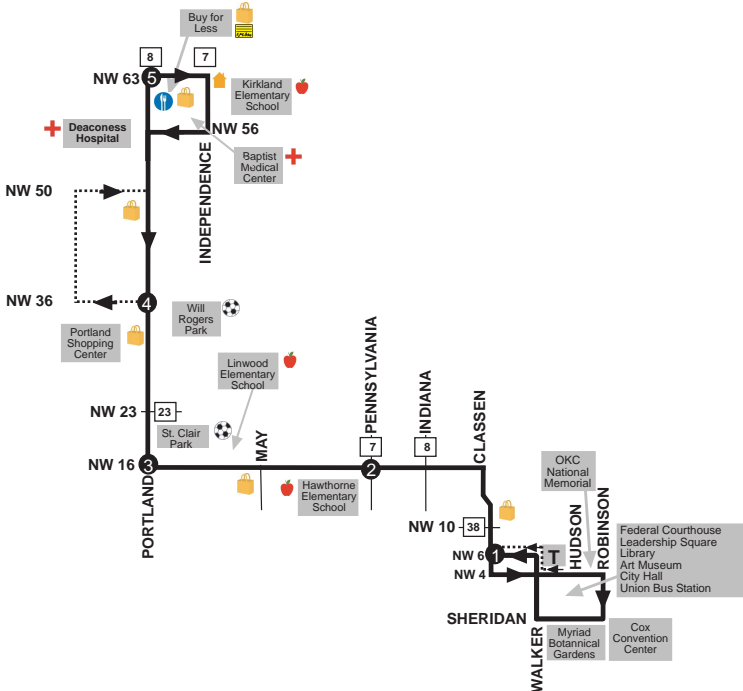 Buy for
Less
8
7
NW 63
5
Kirkland
Elementary
School
Deaconess
Hospital
NW 56
Baptist
Medical
Center
INDEPENDENCE
NW 50
NW 36
4
Will
Rogers
Park
Portland
Shopping
Center
Linwood
Elementary
School
PENNSYLVANIA
INDIANA
CLASSEN
NW 23
23
St. Clair
Park
MAY
7
8
NW 16
3
2
PORTLAND
Hawthorne
Elementary
School
OKC
National
Memorial
HUDSON
ROBINSON
NW 10
38
NW 6
1
T
NW 4
Federal Courthouse
Leadership Square
Library
Art Museum
City Hall
Union Bus Station
SHERIDAN
WALKER
Myriad
Botannical
Gardens
Cox
Convention
Center